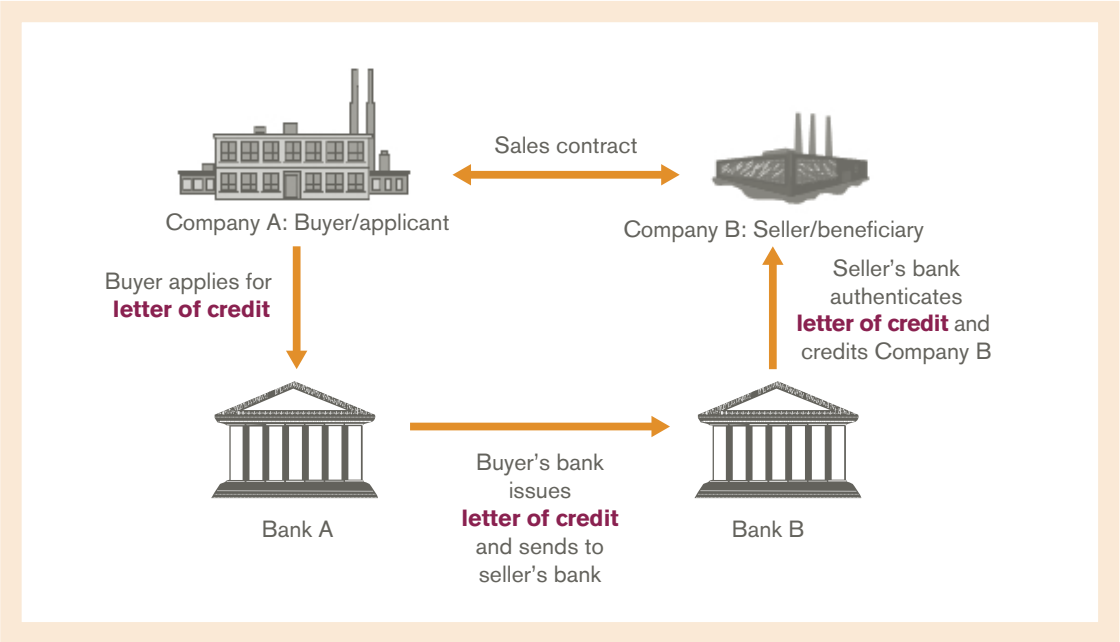 Sales contract
Company A: Buyer/applicant
Company B: Seller/beneficiary
Buyer applies for
letter of credit
Seller’s bank
authenticates
letter of credit and
credits Company B
Buyer’s bank
issues
letter of credit
and sends to
seller’s bank
Bank A
Bank B